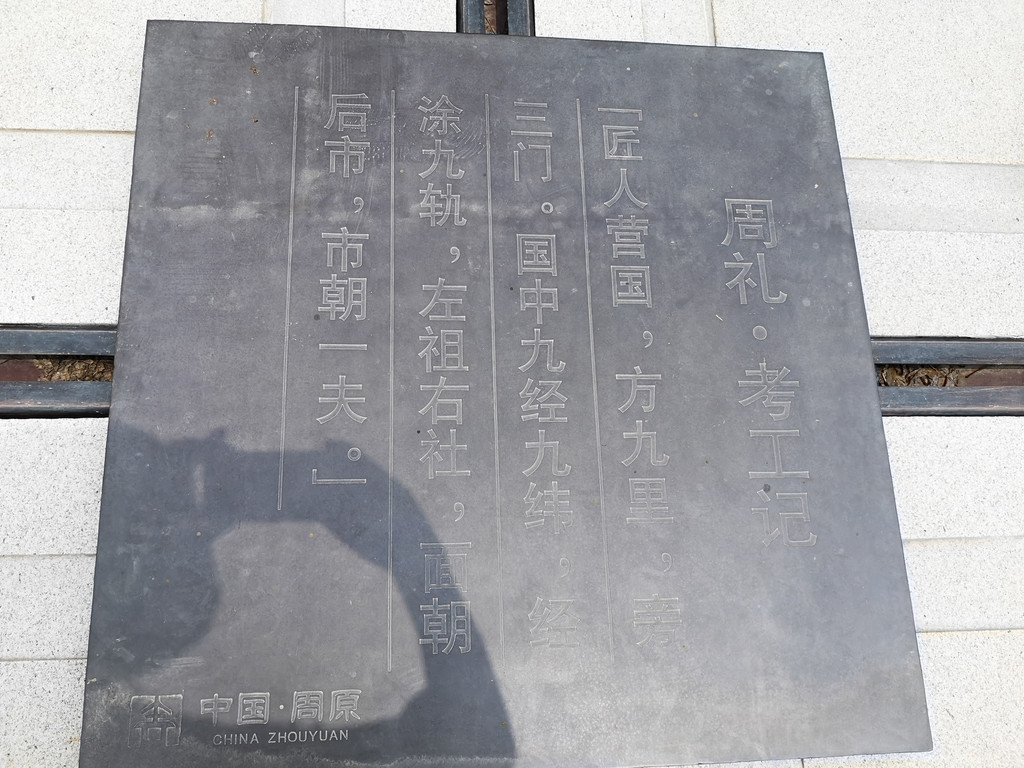 周礼·考工记
「匠人营国，方九里，旁
三门。国中九经九纬，经
涂九轨，左祖右社，面朝
后市，市朝一夫。」
中国·周原
CHINA ZHOUYUAN